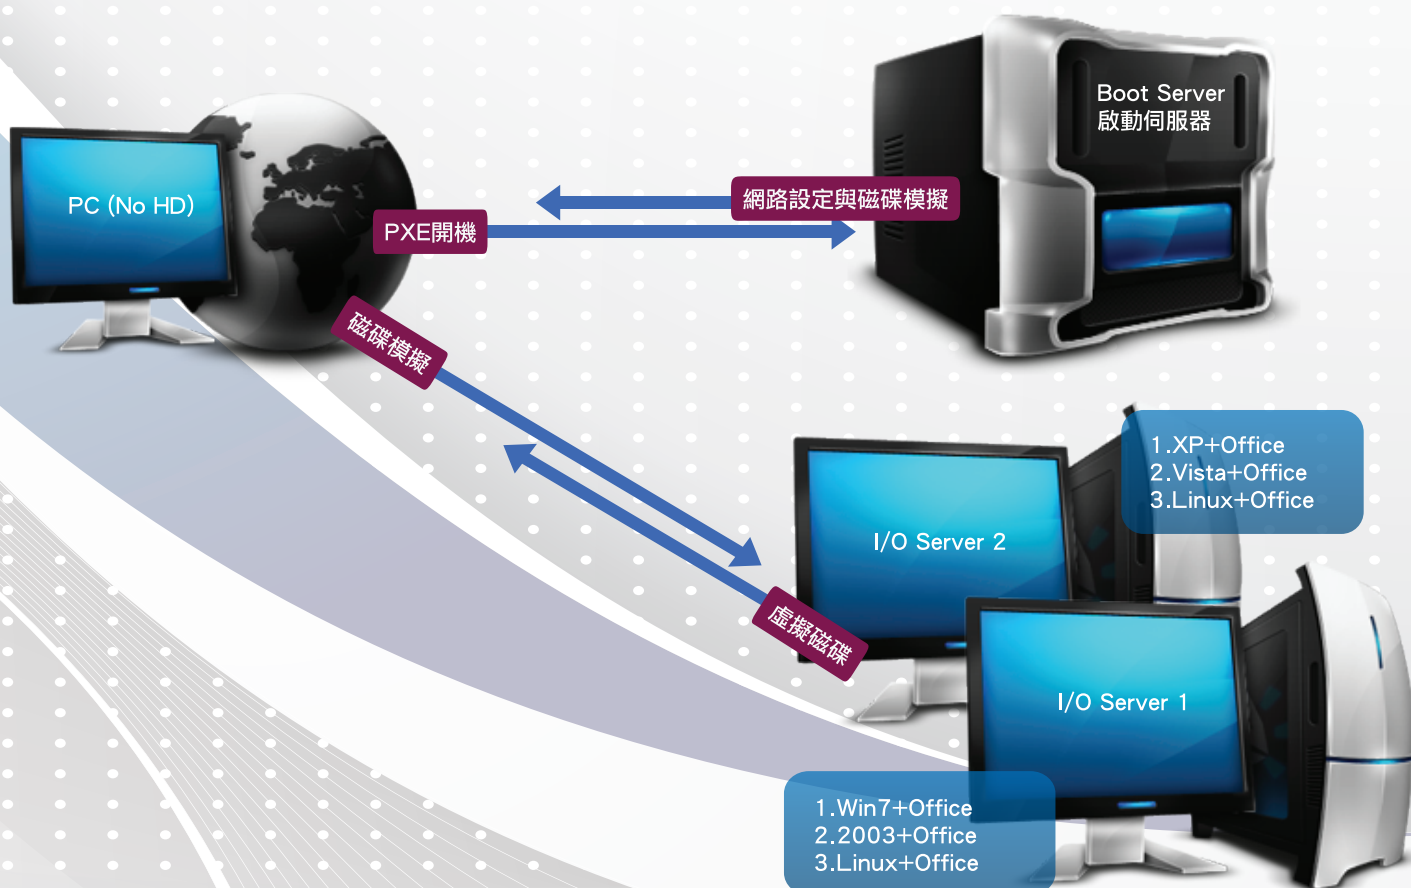 Boot Server
啟動伺服器
PC (No HD)
網路設定與磁碟模擬
PXE開機
磁碟模擬
1.XP+Office
2.Vista+Office
3.Linux+Office
I/O Server 2
虛擬磁碟
I/O Server 1
1.Win7+Office
2.2003+Office
3.Linux+Office